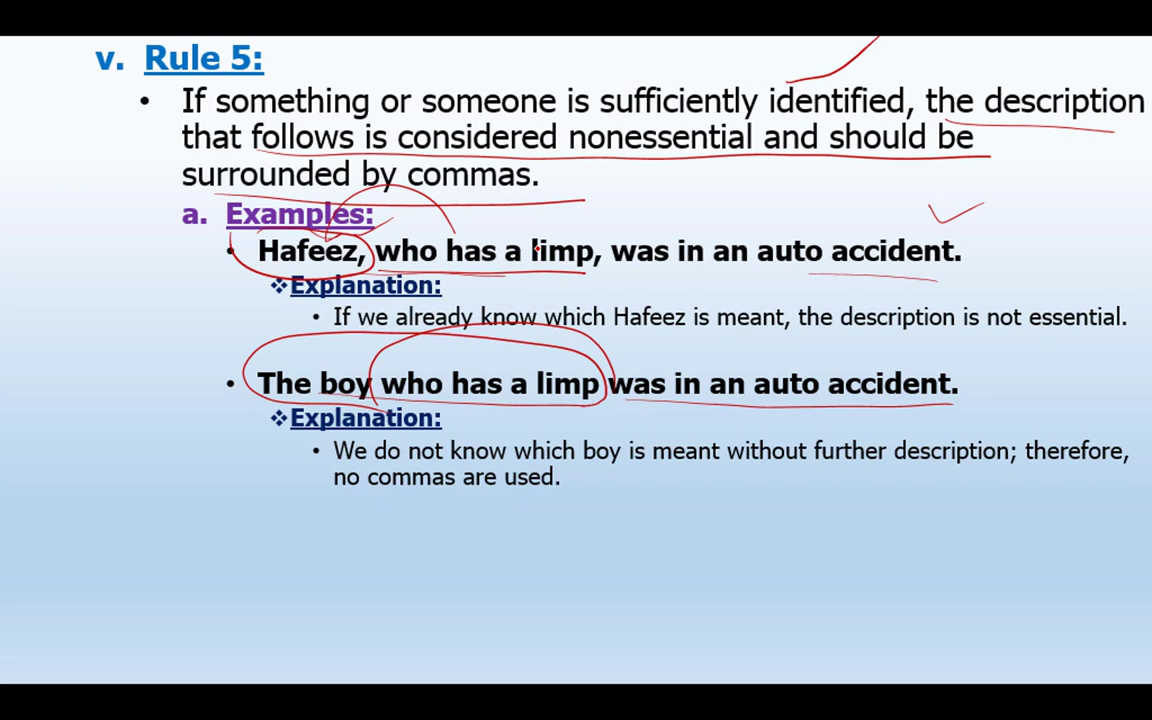 v. Rule 5:
• If something or someone is sufficiently identified, the description
that follows is considered nonessential and should be
surrounded by commas.
a. Examples:
• Hafeez, who has a limp, was in an auto accident.
❖Explanation:
• If we already know which Hafeez is meant, the description is not essential.
• The boy who has a limp was in an auto accident.
❖Explanation:
• We do not know which boy is meant without further description; therefore,
no commas are used.